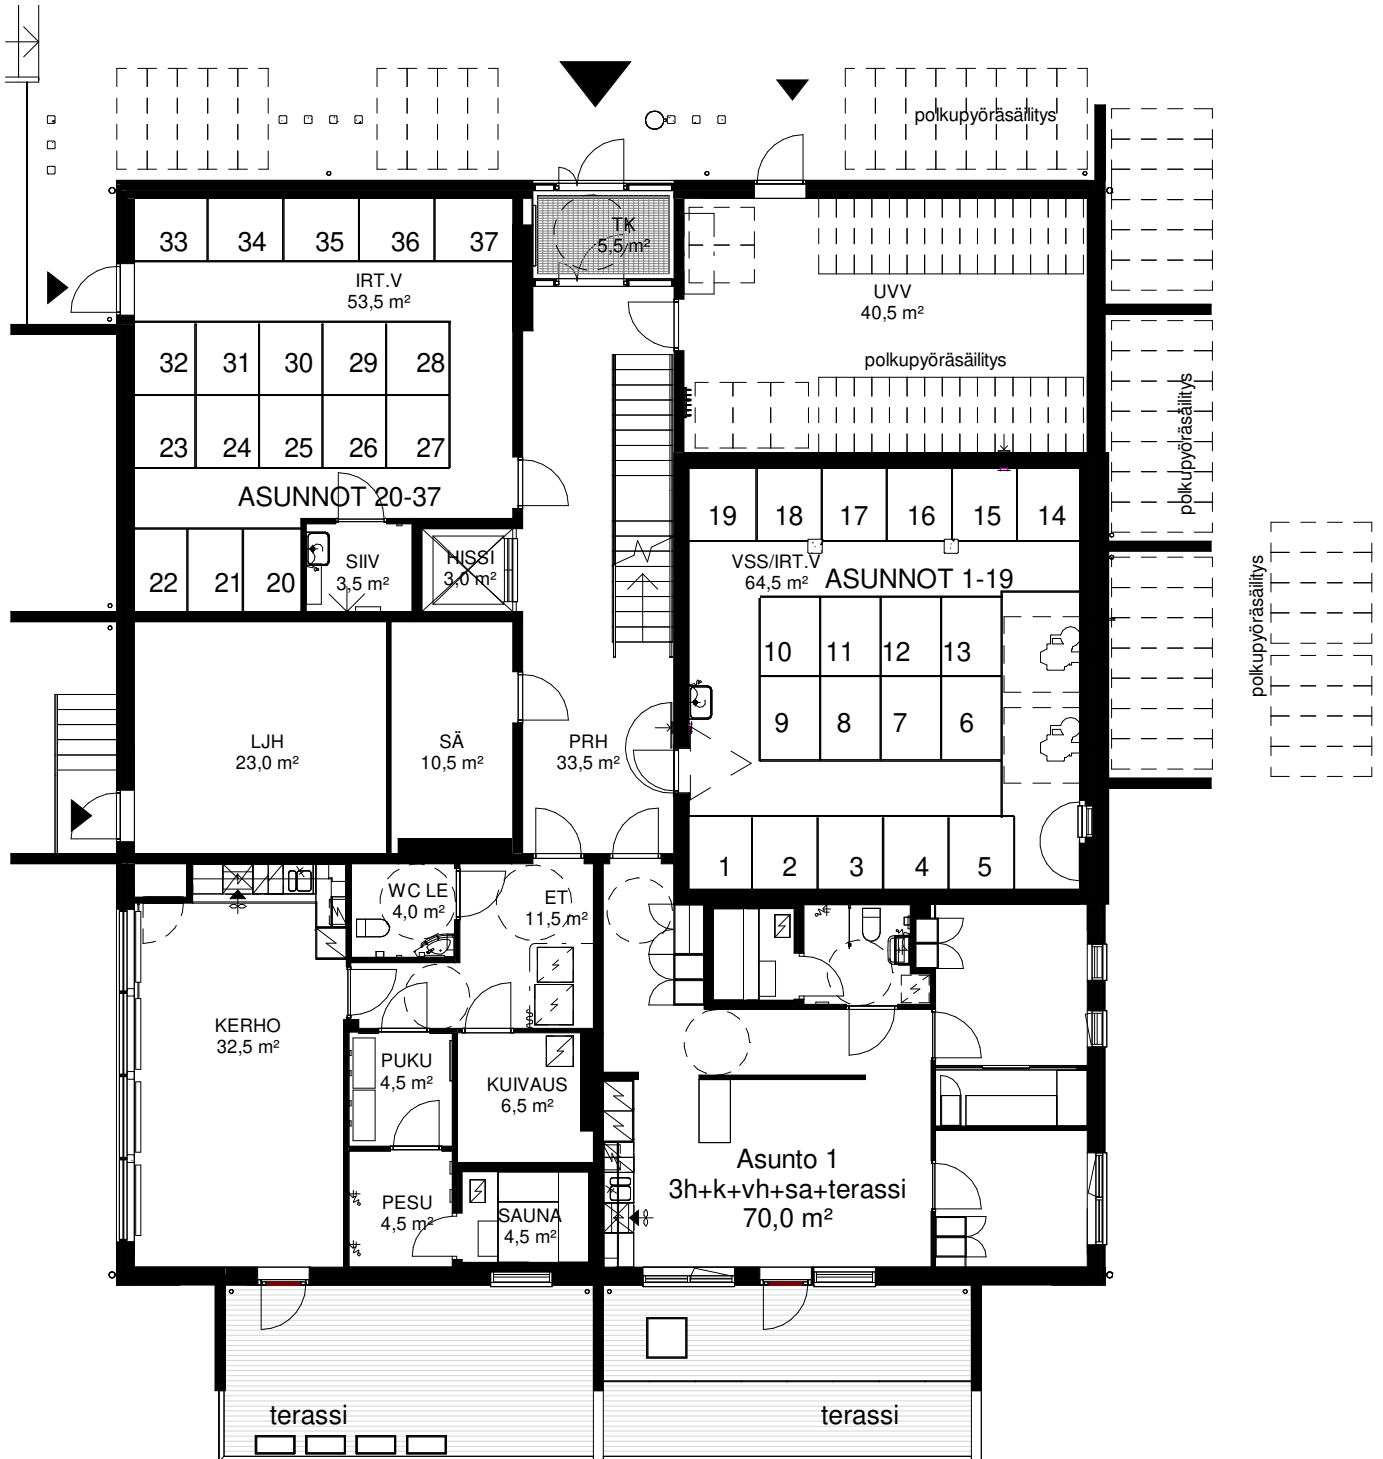 polkupyöräsäilitys
TK
5,5 m²
33 34 35 36 37
IRT.V
53,5 m²
UVV
40,5 m²
32 31 30 29 28
polkupyöräsäilitys
polkupyöräsäilitys
23 24 25 26 27
ASUNNOT 20-37
19 18 17 16 15 14
22 21 20
SIIV
3,5 m²
HISSI
3,0 m²
VSS/IRT.V
64,5 m²
ASUNNOT 1-19
polkupyöräsäilitys
10 11 12 13
9 8 7 6
LJH
23,0 m²
SÄ
10,5 m²
PRH
33,5 m²
1 2 3 4 5
WC LE
4,0 m²
ET
11,5 m²
KERHO
32,5 m²
PUKU
4,5 m²
KUIVAUS
6,5 m²
Asunto 1
3h+k+vh+sa+terassi
70,0 m²
PESU
4,5 m²
SAUNA
4,5 m²
terassi
terassi